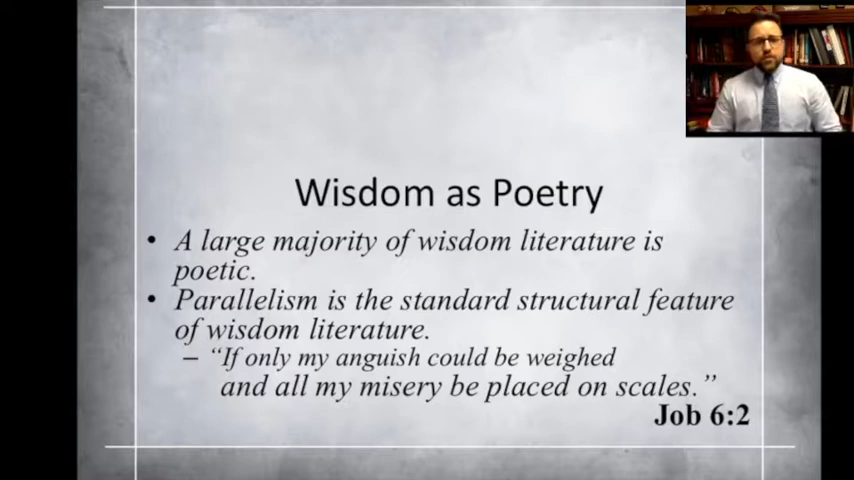 Wisdom as Poetry
• A large majority of wisdom literature is
poetic.
• Parallelism is the standard structural feature
of wisdom literature.
– “If only my anguish could be weighed
and all my misery be placed on scales.”
Job 6:2